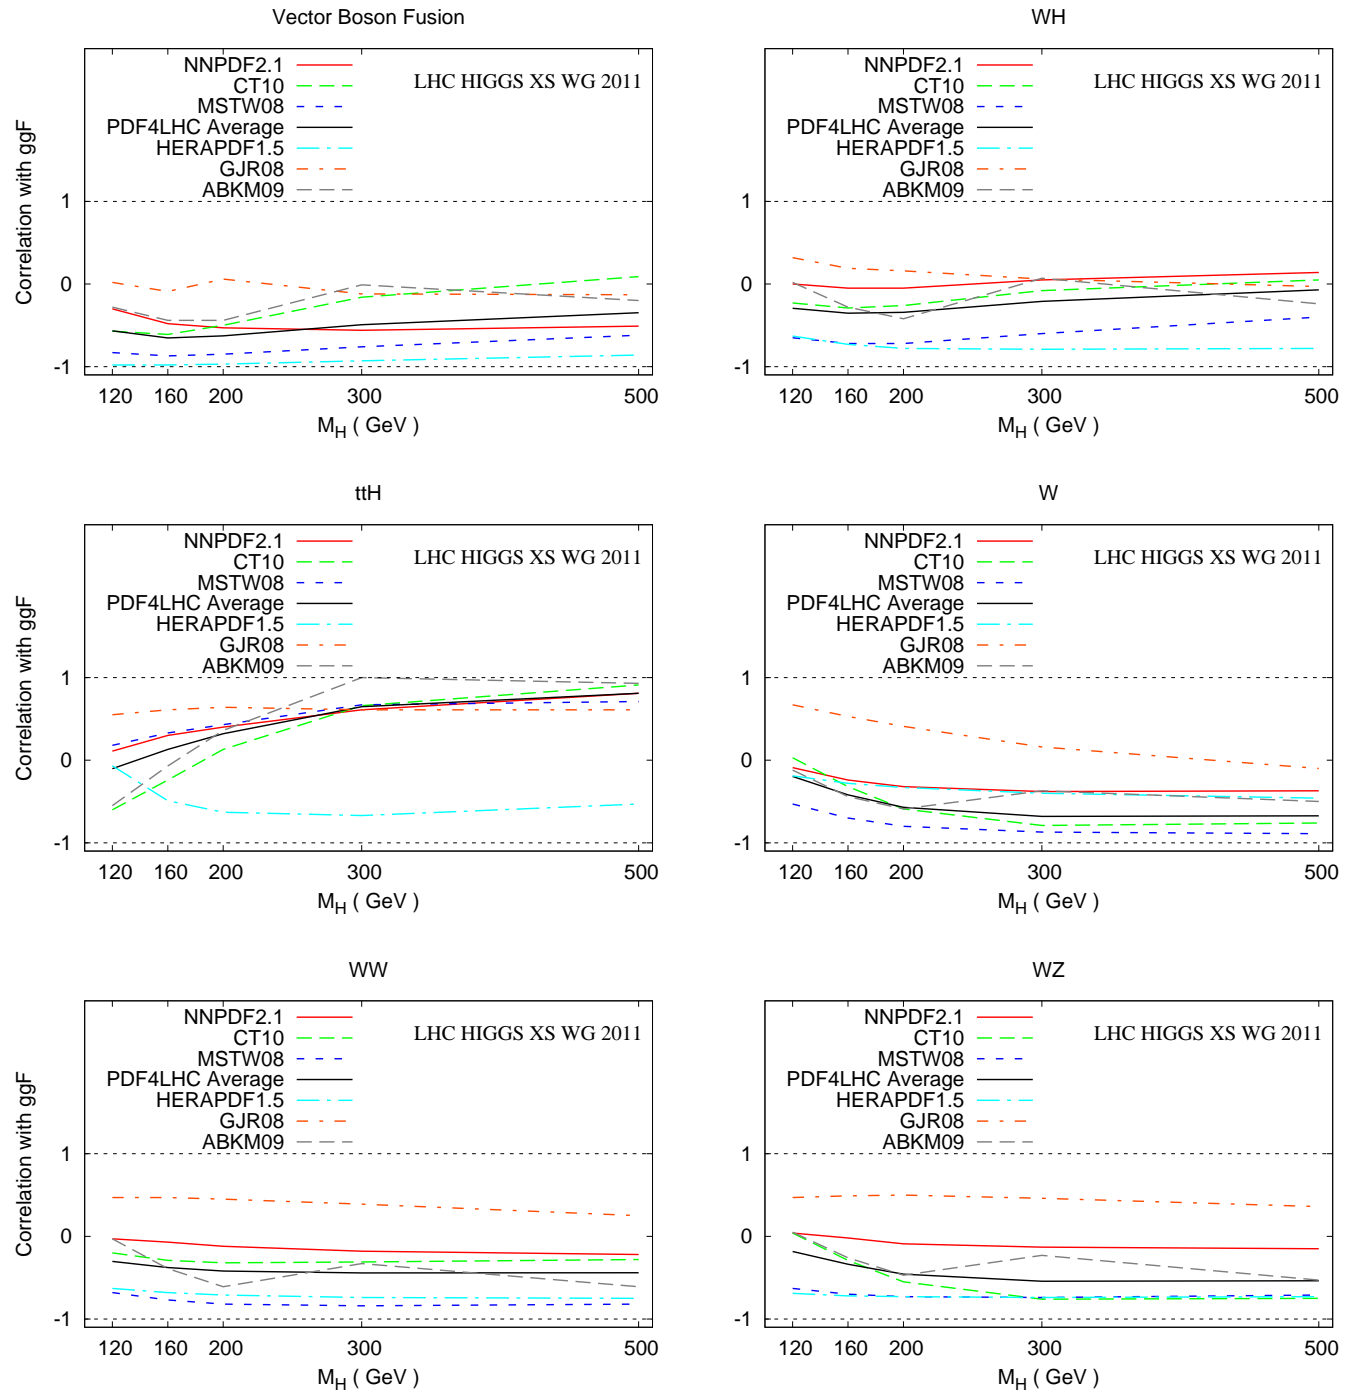 Vector Boson Fusion
NNPDF2.1
CT10
MSTW08
PDF4LHC Average
HERAPDF1.5
GJR08
ABKM09
LHC HIGGS XS WG 2011
Correlation with ggF
1
0
-1
120 160 200 300 500
M_H ( GeV )
WH
NNPDF2.1
CT10
MSTW08
PDF4LHC Average
HERAPDF1.5
GJR08
ABKM09
LHC HIGGS XS WG 2011
1
0
-1
120 160 200 300 500
M_H ( GeV )
ttH
NNPDF2.1
CT10
MSTW08
PDF4LHC Average
HERAPDF1.5
GJR08
ABKM09
LHC HIGGS XS WG 2011
Correlation with ggF
1
0
-1
120 160 200 300 500
M_H ( GeV )
W
NNPDF2.1
CT10
MSTW08
PDF4LHC Average
HERAPDF1.5
GJR08
ABKM09
LHC HIGGS XS WG 2011
1
0
-1
120 160 200 300 500
M_H ( GeV )
WW
NNPDF2.1
CT10
MSTW08
PDF4LHC Average
HERAPDF1.5
GJR08
ABKM09
LHC HIGGS XS WG 2011
Correlation with ggF
1
0
-1
120 160 200 300 500
M_H ( GeV )
WZ
NNPDF2.1
CT10
MSTW08
PDF4LHC Average
HERAPDF1.5
GJR08
ABKM09
LHC HIGGS XS WG 2011
1
0
-1
120 160 200 300 500
M_H ( GeV )